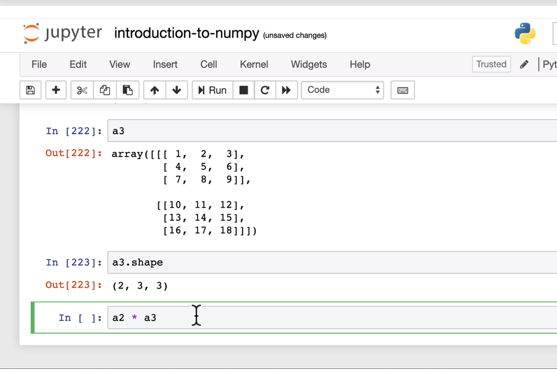 jupyter introduction-to-numpy (unsaved changes)
File Edit View Insert Cell Kernel Widgets Help Trusted
Run Code
In [222]: a3
Out[222]: array([[[ 1, 2, 3],
[ 4, 5, 6],
[ 7, 8, 9]],
[[10, 11, 12],
[13, 14, 15],
[16, 17, 18]]])
In [223]: a3.shape
Out[223]: (2, 3, 3)
In [ ]: a2 * a3